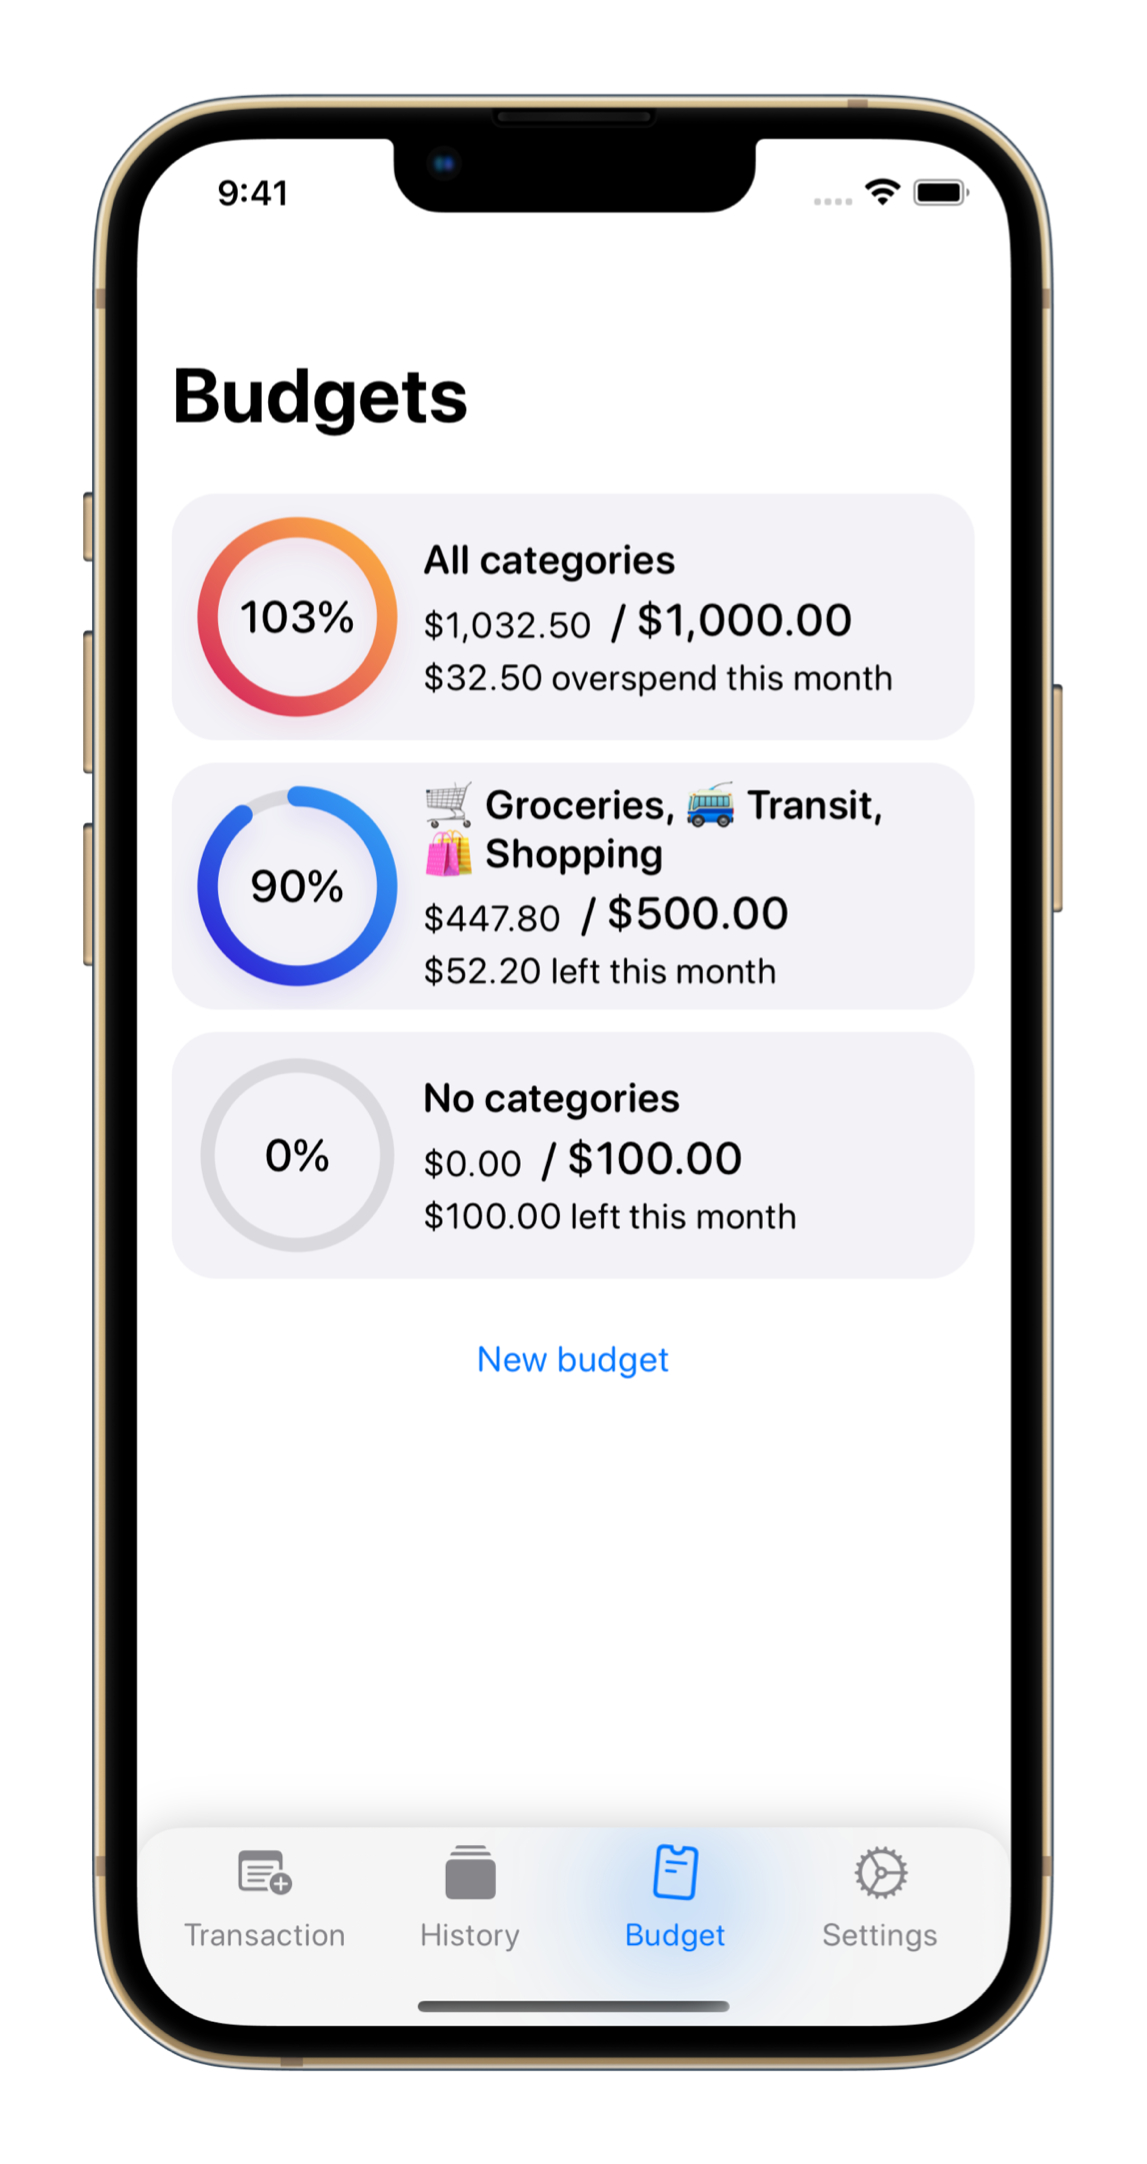 9:41
Budgets
103%
All categories
$1,032.50 / $1,000.00
$32.50 overspend this month
90%
🛒 Groceries, 🚎 Transit,
🛍️ Shopping
$447.80 / $500.00
$52.20 left this month
0%
No categories
$0.00 / $100.00
$100.00 left this month
New budget
Transaction History Budget Settings